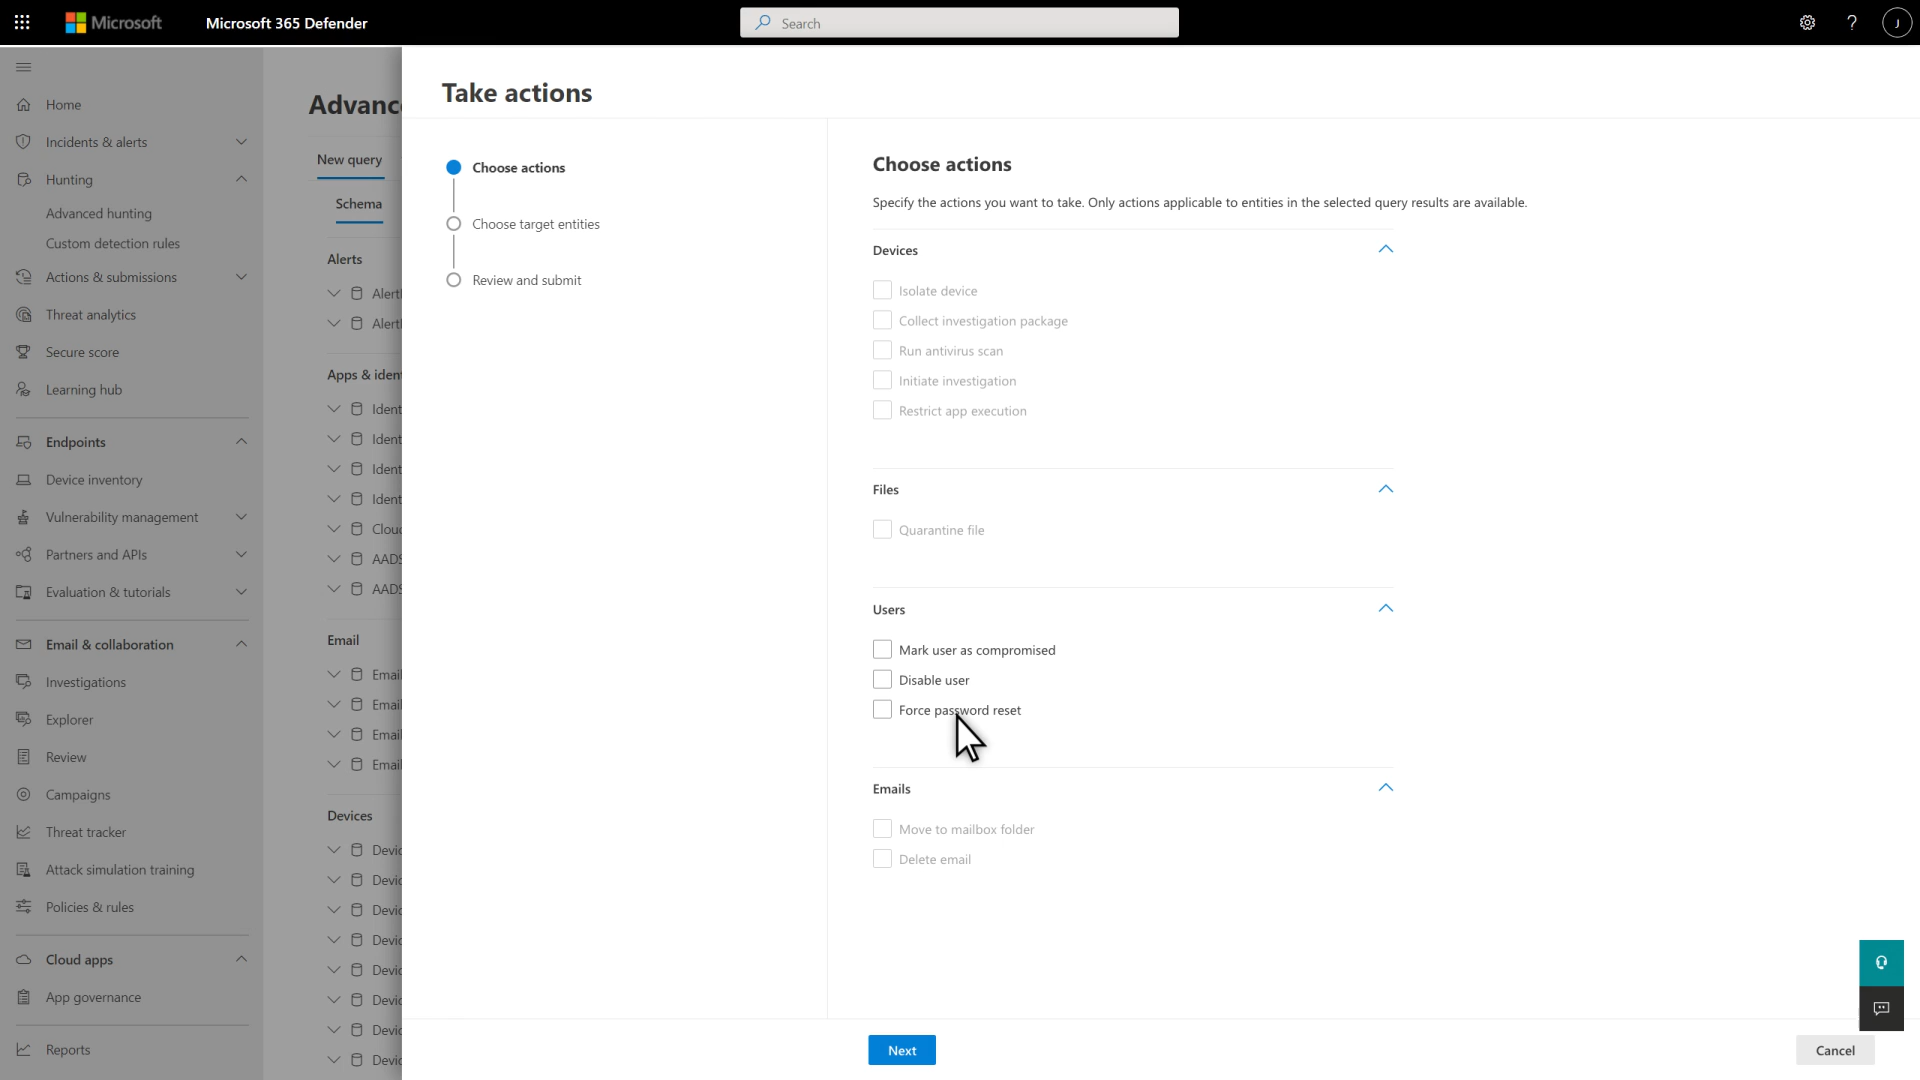 Microsoft
Microsoft 365 Defender
Search
J
Home
Incidents & alerts
Hunting
Advanced hunting
Custom detection rules
Actions & submissions
Threat analytics
Secure score
Learning hub
Endpoints
Device inventory
Vulnerability management
Partners and APIs
Evaluation & tutorials
Email & collaboration
Investigations
Explorer
Review
Campaigns
Threat tracker
Attack simulation training
Policies & rules
Cloud apps
App governance
Reports
Advance
New query
Schema
Alerts
Alert
Alert
Apps & iden
Ident
Ident
Ident
Ident
Clou
AADS
AADS
Email
Email
Email
Email
Email
Devices
Devic
Devic
Devic
Devic
Devic
Devic
Devic
Devic
Take actions
Choose actions
Choose target entities
Review and submit
Choose actions
Specify the actions you want to take. Only actions applicable to entities in the selected query results are available.
Devices
Isolate device
Collect investigation package
Run antivirus scan
Initiate investigation
Restrict app execution
Files
Quarantine file
Users
Mark user as compromised
Disable user
Force password reset
Emails
Move to mailbox folder
Delete email
Next
Cancel